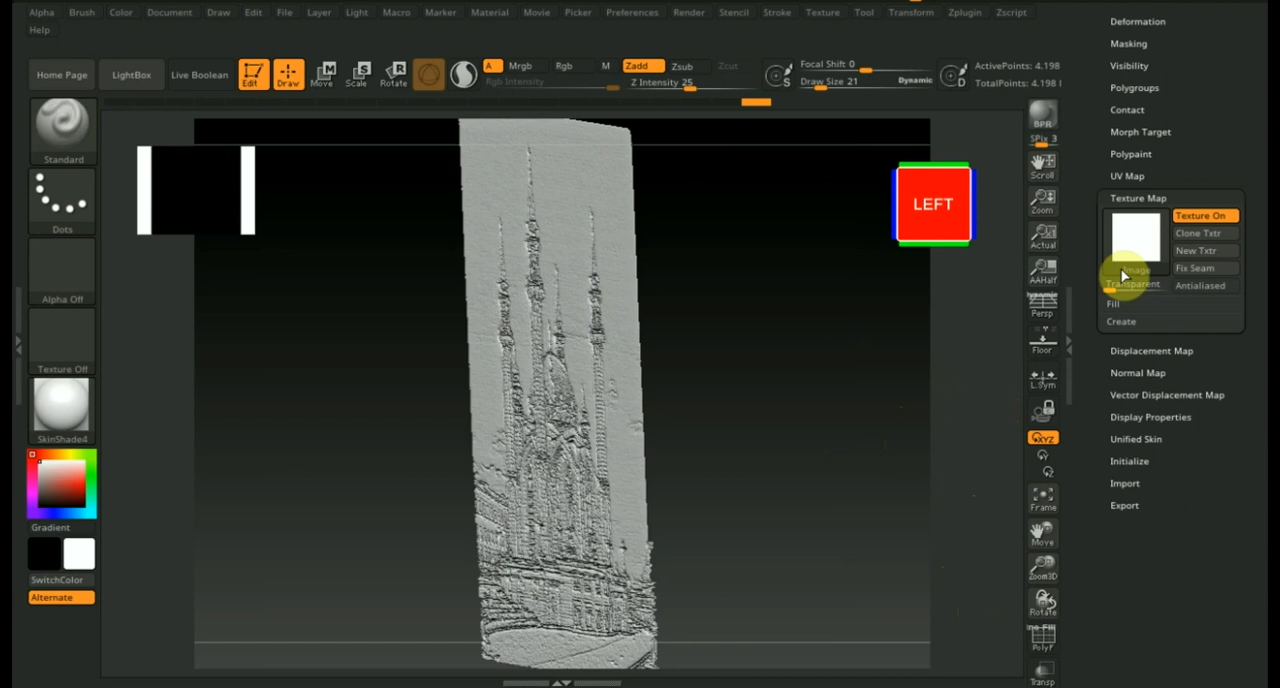 Alpha Brush Color Document Draw Edit File Layer Light Macro Marker Material Movie Picker Preferences Render Stencil Stroke Texture Tool Transform Zplugin Zscript
Help
Home Page
LightBox
Live Boolean
Edit
Draw
Move
Scale
Rotate
A
Mrgb
Rgb
M
Rgb Intensity
Zadd
Zsub
Zcut
Z Intensity 25
S
Focal Shift 0
Draw Size 21
Dynamic
D
ActivePoints: 4.198
TotalPoints: 4.198
Standard
Dots
Alpha Off
Texture Off
SkinShade4
Gradient
SwitchColor
Alternate
LEFT
BPR
SPix 3
Scroll
Zoom
Actual
AAHalf
Persp
Floor
L.Sym
XYZ
Y
Z
Frame
Move
Zoom3D
Rotate
PolyF
Transp
Deformation
Masking
Visibility
Polygroups
Contact
Morph Target
Polypaint
UV Map
Texture Map
Texture On
Clone Txtr
New Txtr
Image
Fix Seam
Transparent
Antialiased
Fill
Create
Displacement Map
Normal Map
Vector Displacement Map
Display Properties
Unified Skin
Initialize
Import
Export